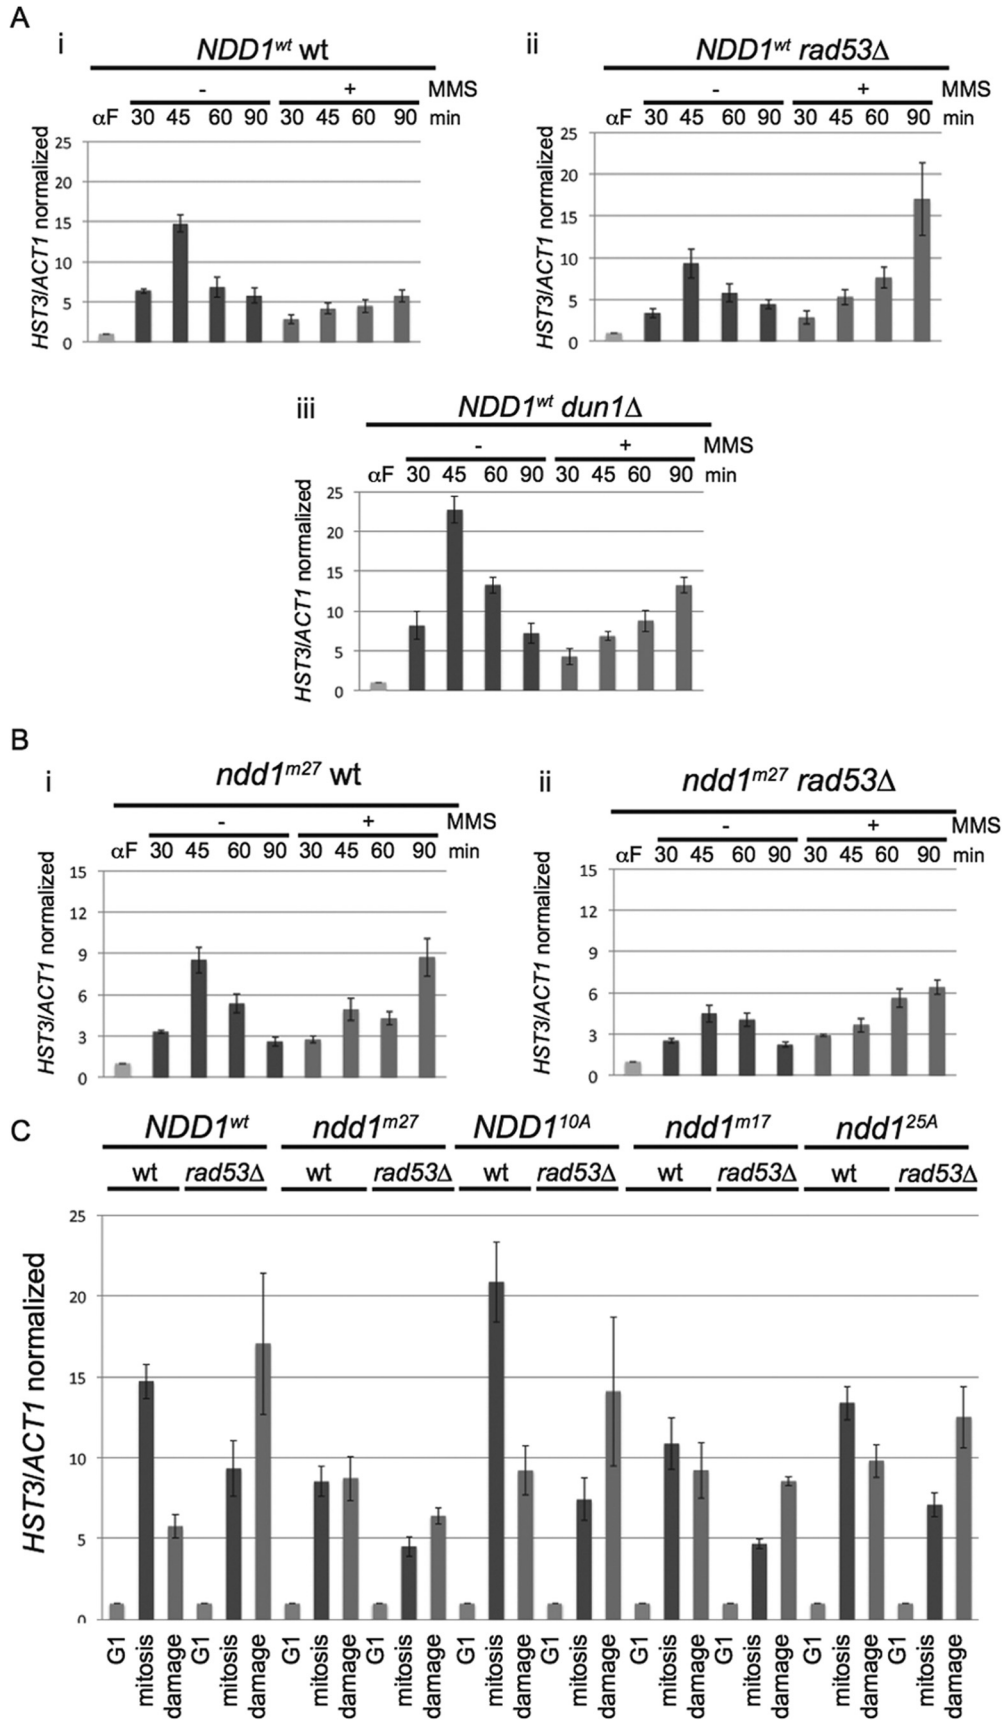 A
i
NDD1wt wt
- + MMS
αF 30 45 60 90 30 45 60 90 min
HST3/ACT1 normalized
25
20
15
10
5
0
ii
NDD1wt rad53Δ
- + MMS
αF 30 45 60 90 30 45 60 90 min
HST3/ACT1 normalized
25
20
15
10
5
0
iii
NDD1wt dun1Δ
- + MMS
αF 30 45 60 90 30 45 60 90 min
HST3/ACT1 normalized
25
20
15
10
5
0
B
i
ndd1m27 wt
- + MMS
αF 30 45 60 90 30 45 60 90 min
HST3/ACT1 normalized
15
12
9
6
3
0
ii
ndd1m27 rad53Δ
- + MMS
αF 30 45 60 90 30 45 60 90 min
HST3/ACT1 normalized
15
12
9
6
3
0
C
NDD1wt ndd1m27 NDD110A ndd1m17 ndd125A
wt rad53Δ wt rad53Δ wt rad53Δ wt rad53Δ wt rad53Δ
HST3/ACT1 normalized
25
20
15
10
5
0
G1 mitosis damage G1 mitosis damage G1 mitosis damage G1 mitosis damage G1 mitosis damage G1 mitosis damage G1 mitosis damage G1 mitosis damage G1 mitosis damage G1 mitosis damage